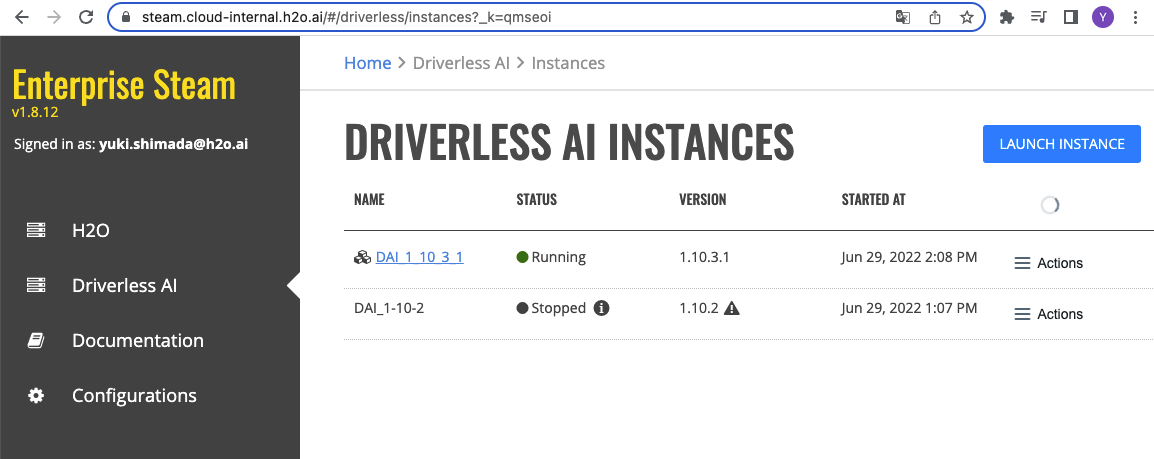 steam.cloud-internal.h2o.ai/#/driverless/instances?_k=qmseoi
Y
Enterprise Steam
v1.8.12
Signed in as: yuki.shimada@h2o.ai
H2O
Driverless AI
Documentation
Configurations
Home > Driverless AI > Instances
DRIVERLESS AI INSTANCES
LAUNCH INSTANCE
NAME STATUS VERSION STARTED AT
DAI_1_10_3_1 Running 1.10.3.1 Jun 29, 2022 2:08 PM Actions
DAI_1-10-2 Stopped 1.10.2 Jun 29, 2022 1:07 PM Actions